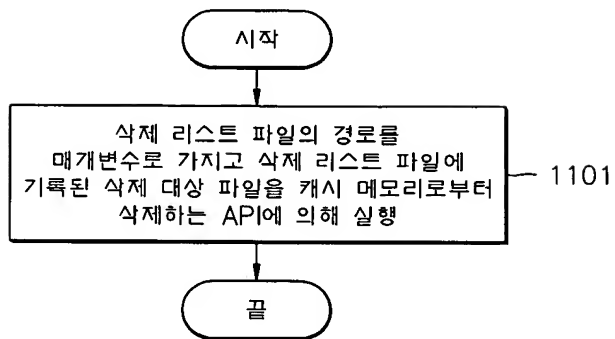 시작
삭제 리스트 파일의 경로를
매개변수로 가지고 삭제 리스트 파일에
기록된 삭제 대상 파일을 캐시 메모리로부터
삭제하는 API에 의해 실행
1101
끝